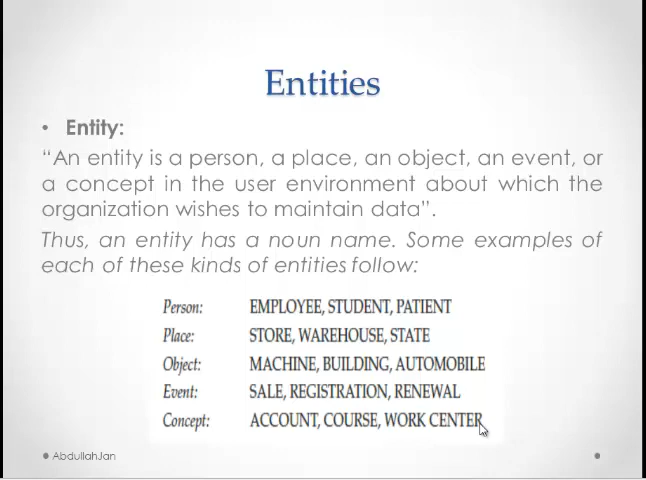 Entities
• Entity:
“An entity is a person, a place, an object, an event, or
a concept in the user environment about which the
organization wishes to maintain data”.
Thus, an entity has a noun name. Some examples of
each of these kinds of entities follow:
Person: EMPLOYEE, STUDENT, PATIENT
Place: STORE, WAREHOUSE, STATE
Object: MACHINE, BUILDING, AUTOMOBILE
Event: SALE, REGISTRATION, RENEWAL
Concept: ACCOUNT, COURSE, WORK CENTER
AbdullahJan